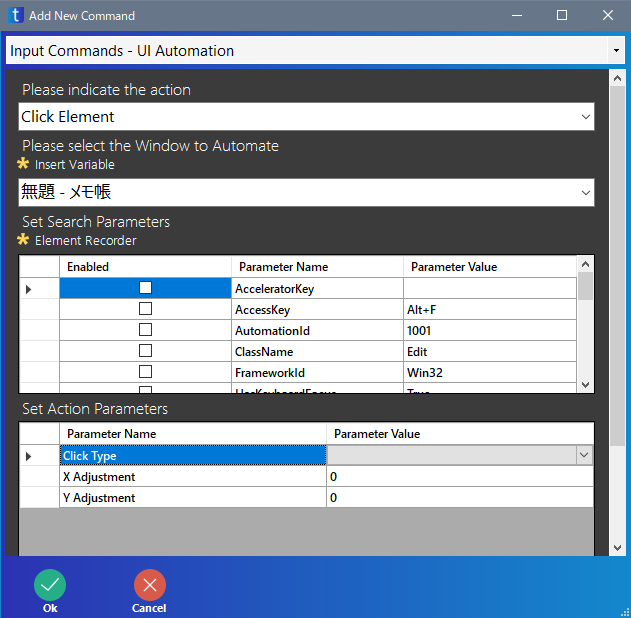 Add New Command
Input Commands - UI Automation
Please indicate the action
Click Element
Please select the Window to Automate
Insert Variable
無題 - メモ帳
Set Search Parameters
Element Recorder
Enabled Parameter Name Parameter Value
AcceleratorKey
AccessKey Alt+F
AutomationId 1001
ClassName Edit
FrameworkId Win32
HasKeyboardFocus True
Set Action Parameters
Parameter Name Parameter Value
Click Type
X Adjustment 0
Y Adjustment 0
Ok Cancel